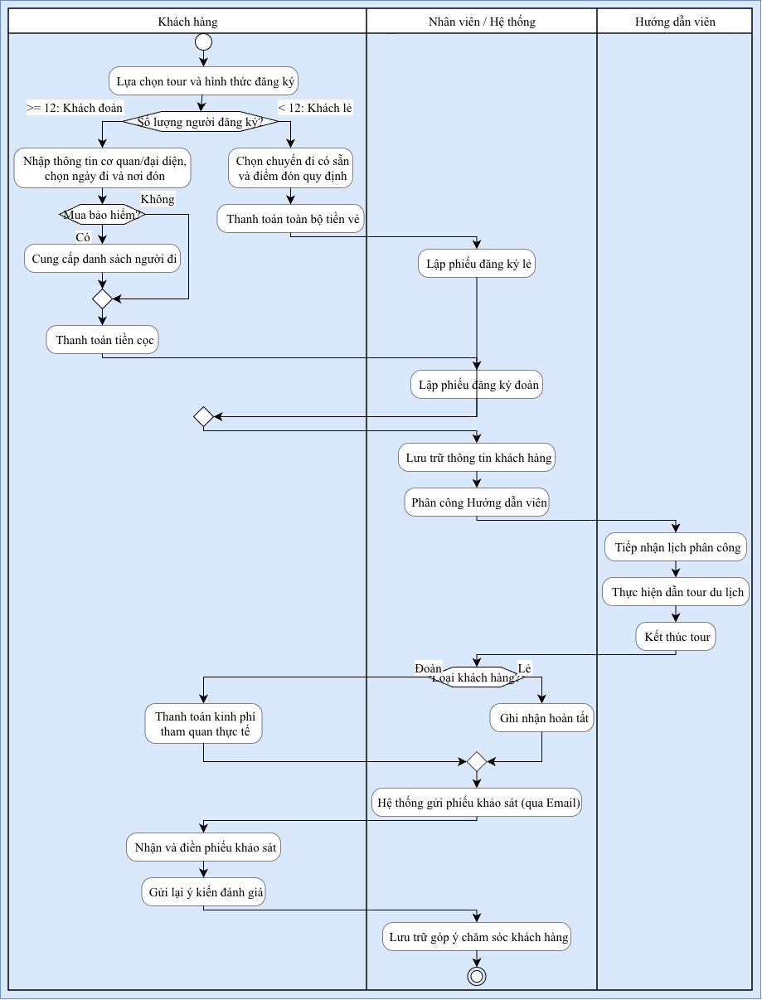 Khách hàng
Nhân viên / Hệ thống
Hướng dẫn viên
Lựa chọn tour và hình thức đăng ký
>= 12: Khách đoàn
< 12: Khách lẻ
Số lượng người đăng ký?
Nhập thông tin cơ quan/đại diện,
chọn ngày đi và nơi đón
Chọn chuyến đi có sẵn
và điểm đón quy định
Không
Mua bảo hiểm?
Thanh toán toàn bộ tiền vé
Có
Cung cấp danh sách người đi
Lập phiếu đăng ký lẻ
Thanh toán tiền cọc
Lập phiếu đăng ký đoàn
Lưu trữ thông tin khách hàng
Phân công Hướng dẫn viên
Tiếp nhận lịch phân công
Thực hiện dẫn tour du lịch
Kết thúc tour
Đoàn
Lẻ
Loại khách hàng?
Thanh toán kinh phí
tham quan thực tế
Ghi nhận hoàn tất
Hệ thống gửi phiếu khảo sát (qua Email)
Nhận và điền phiếu khảo sát
Gửi lại ý kiến đánh giá
Lưu trữ góp ý chăm sóc khách hàng